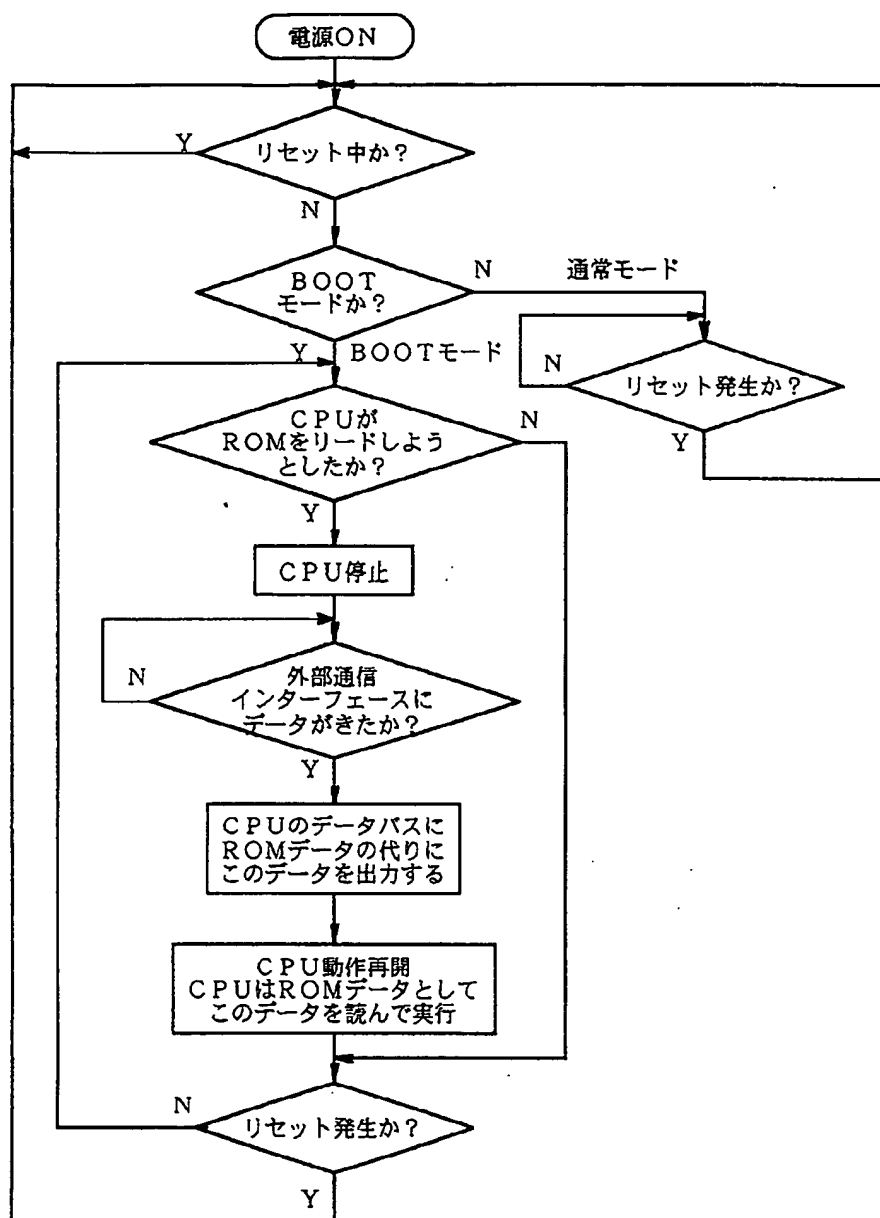 電源ON
Y
リセット中か?
N
BOOT
モードか?
N
通常モード
Y
BOOTモード
N
リセット発生か?
Y
CPUが
ROMをリードしよう
としたか?
N
Y
CPU停止
N
外部通信
インターフェースに
データがきたか?
Y
CPUのデータバスに
ROMデータの代りに
このデータを出力する
CPU動作再開
CPUはROMデータとして
このデータを読んで実行
N
リセット発生か?
Y